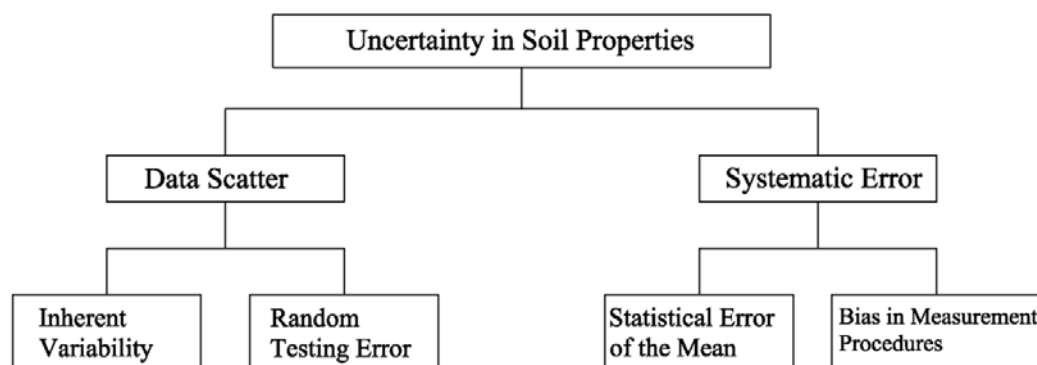 Uncertainty in Soil Properties
Data Scatter
Systematic Error
Inherent
Variability
Random
Testing Error
Statistical Error
of the Mean
Bias in Measurement
Procedures